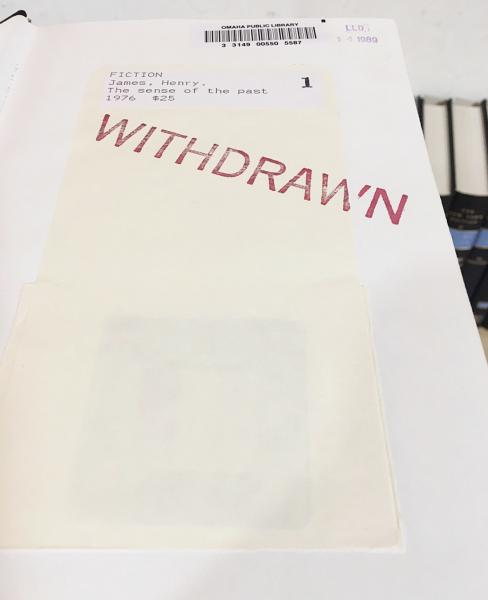 OMAHA PUBLIC LIBRARY
3 3149 00550 5587
1989
FICTION
1
James, Henry.
The sense of the past
1976 $25
WITHDRAWN